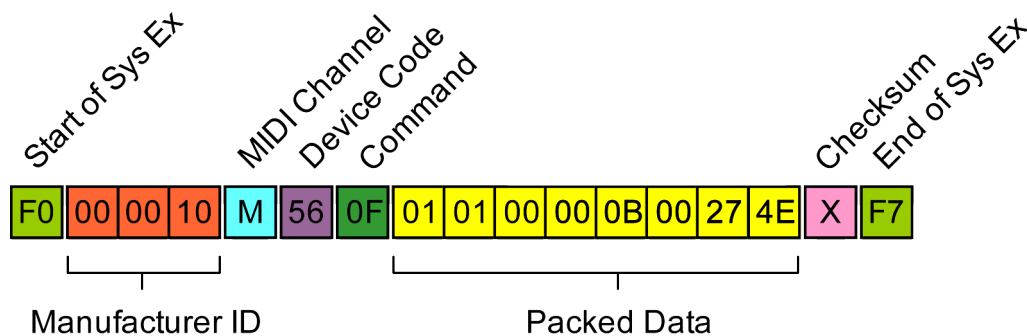 Start of Sys Ex
MIDI Channel
Device Code
Command
Checksum
End of Sys Ex
F0 00 00 10 M 56 0F 01 01 00 00 0B 00 27 4E X F7
Manufacturer ID
Packed Data